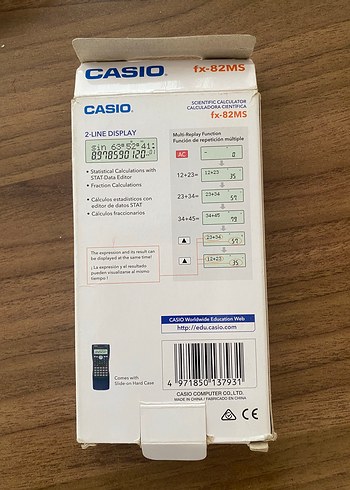 CASIO. fx-82MS
CASIO.
SCIENTIFIC CALCULATOR
CALCULADORA CIENTÍFICA
fx-82MS
2-LINE DISPLAY
sin 63°52°41:
• Statistical Calculations with
STAT-Data Editor
• Fraction Calculations
• Cálculos estadísticos con
editor de datos STAT
• Cálculos fraccionarios
Multi-Replay Function
Función de repetición múltiple
AC
0
12+23=
12+23
35
23+34=
23+34
57
34+45=
34+45
79
▲
23+34
57
▲
12+23
35
The expression and its result can
be displayed at the same time!
¡ La expresión y el resultado
pueden visualizarse al mismo
tiempo !
CASIO Worldwide Education Web
http://edu.casio.com
Comes with
Slide-on Hard Case
4 971850 137931
CASIO COMPUTER CO., LTD.
MADE IN CHINA / FABRICADO EN CHINA
CE